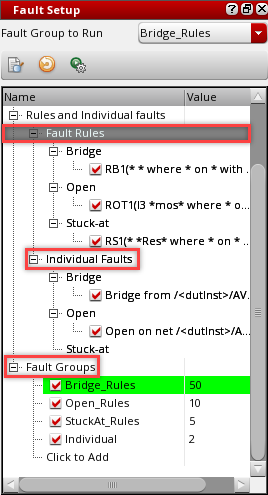 Fault Setup
Fault Group to Run Bridge_Rules
Name Value
Rules and Individual faults
Fault Rules
Bridge
RB1(* * where * on * with ...
Open
ROT1(I3 *mos* where * o...
Stuck-at
RS1(* *Res* where * on * ...
Individual Faults
Bridge
Bridge from /<dutInst>/AV...
Open
Open on net /<dutInst>/A...
Stuck-at
Fault Groups
Bridge_Rules 50
Open_Rules 10
StuckAt_Rules 5
Individual 2
Click to Add